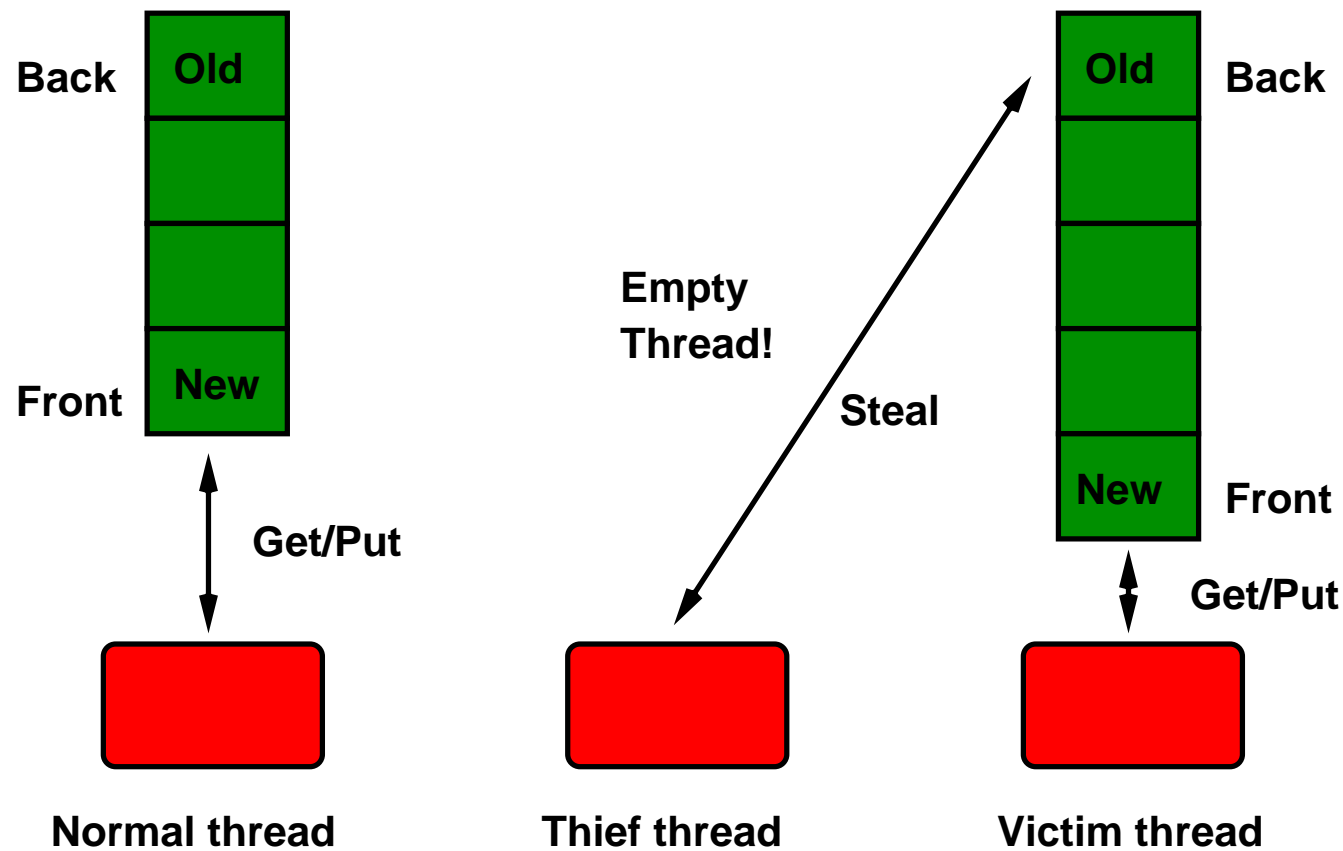 Back
Old
Old
Back
Empty
Thread!
Front
New
Steal
New
Front
Get/Put
Get/Put
Normal thread
Thief thread
Victim thread